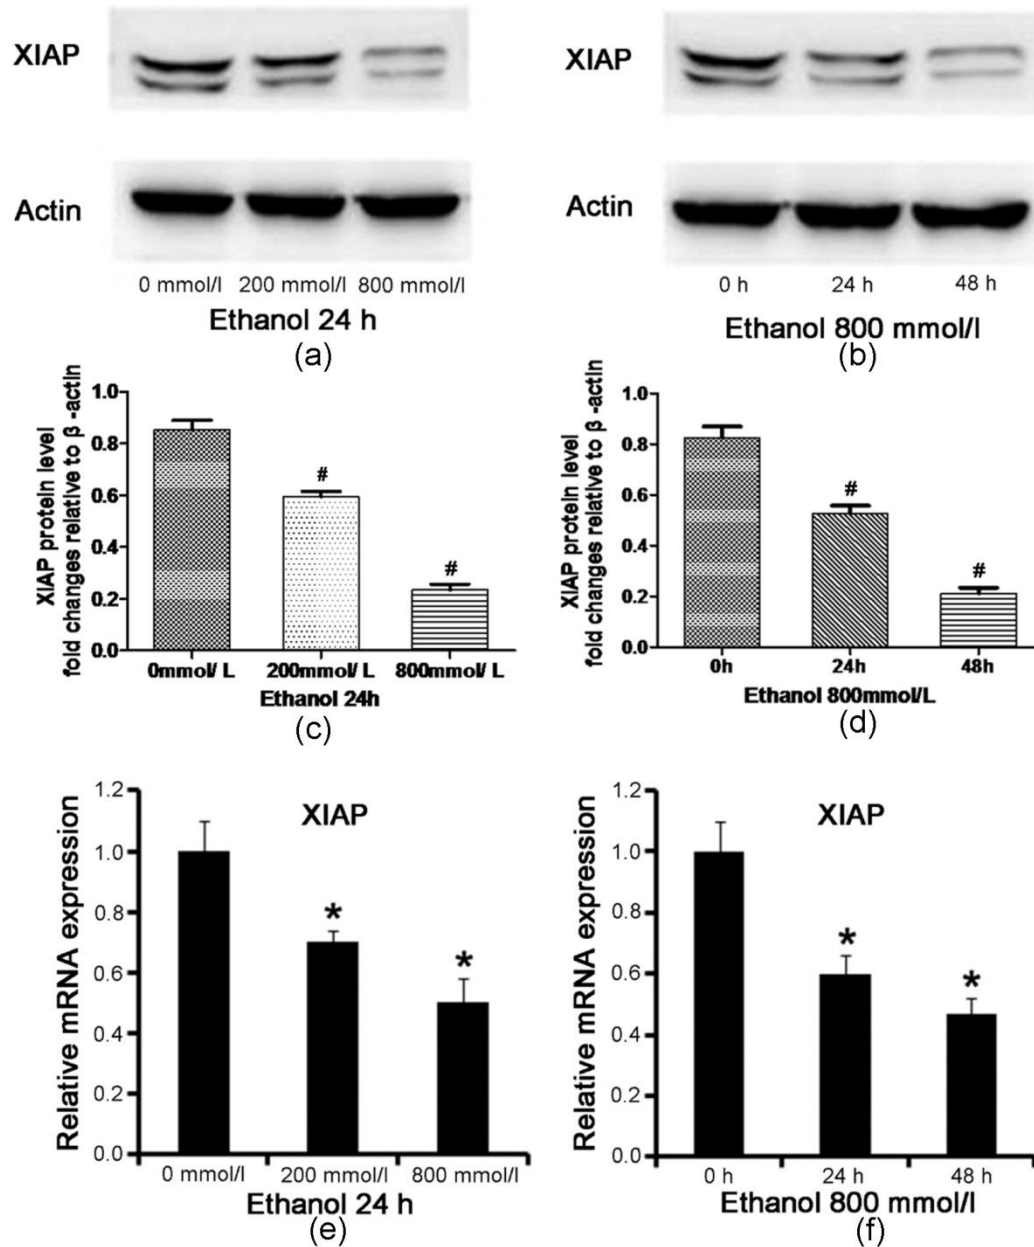 XIAP
Actin
0 mmol/l 200 mmol/l 800 mmol/l
Ethanol 24 h
(a)
XIAP
Actin
0 h 24 h 48 h
Ethanol 800 mmol/l
(b)
XIAP protein level
fold changes relative to β -actin
1.0
0.8
0.6
0.4
0.2
0.0
#
#
0mmol/ L 200mmol/ L 800mmol/ L
Ethanol 24h
(c)
XIAP protein level
fold changes relative to β -actin
1.0
0.8
0.6
0.4
0.2
0.0
#
#
0h 24h 48h
Ethanol 800mmol/L
(d)
Relative mRNA expression
XIAP
1.2
1.0
0.8
0.6
0.4
0.2
0.0
*
*
0 mmol/l 200 mmol/l 800 mmol/l
Ethanol 24 h
(e)
Relative mRNA expression
XIAP
1.2
1.0
0.8
0.6
0.4
0.2
0.0
*
*
0 h 24 h 48 h
Ethanol 800 mmol/l
(f)